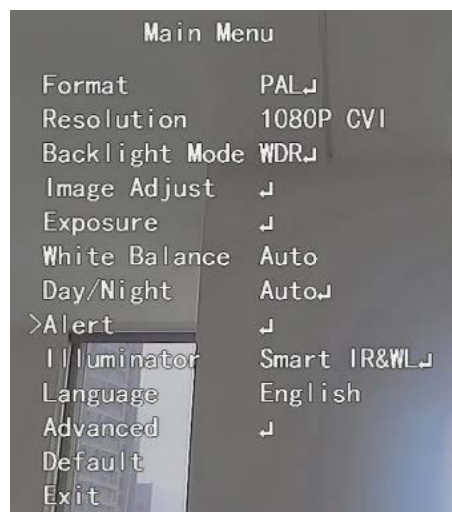 Main Menu
Format PAL↵
Resolution 1080P CVI
Backlight Mode WDR↵
Image Adjust ↵
Exposure ↵
White Balance Auto
Day/Night Auto↵
>Alert ↵
Illuminator Smart IR&WL↵
Language English
Advanced ↵
Default
Exit